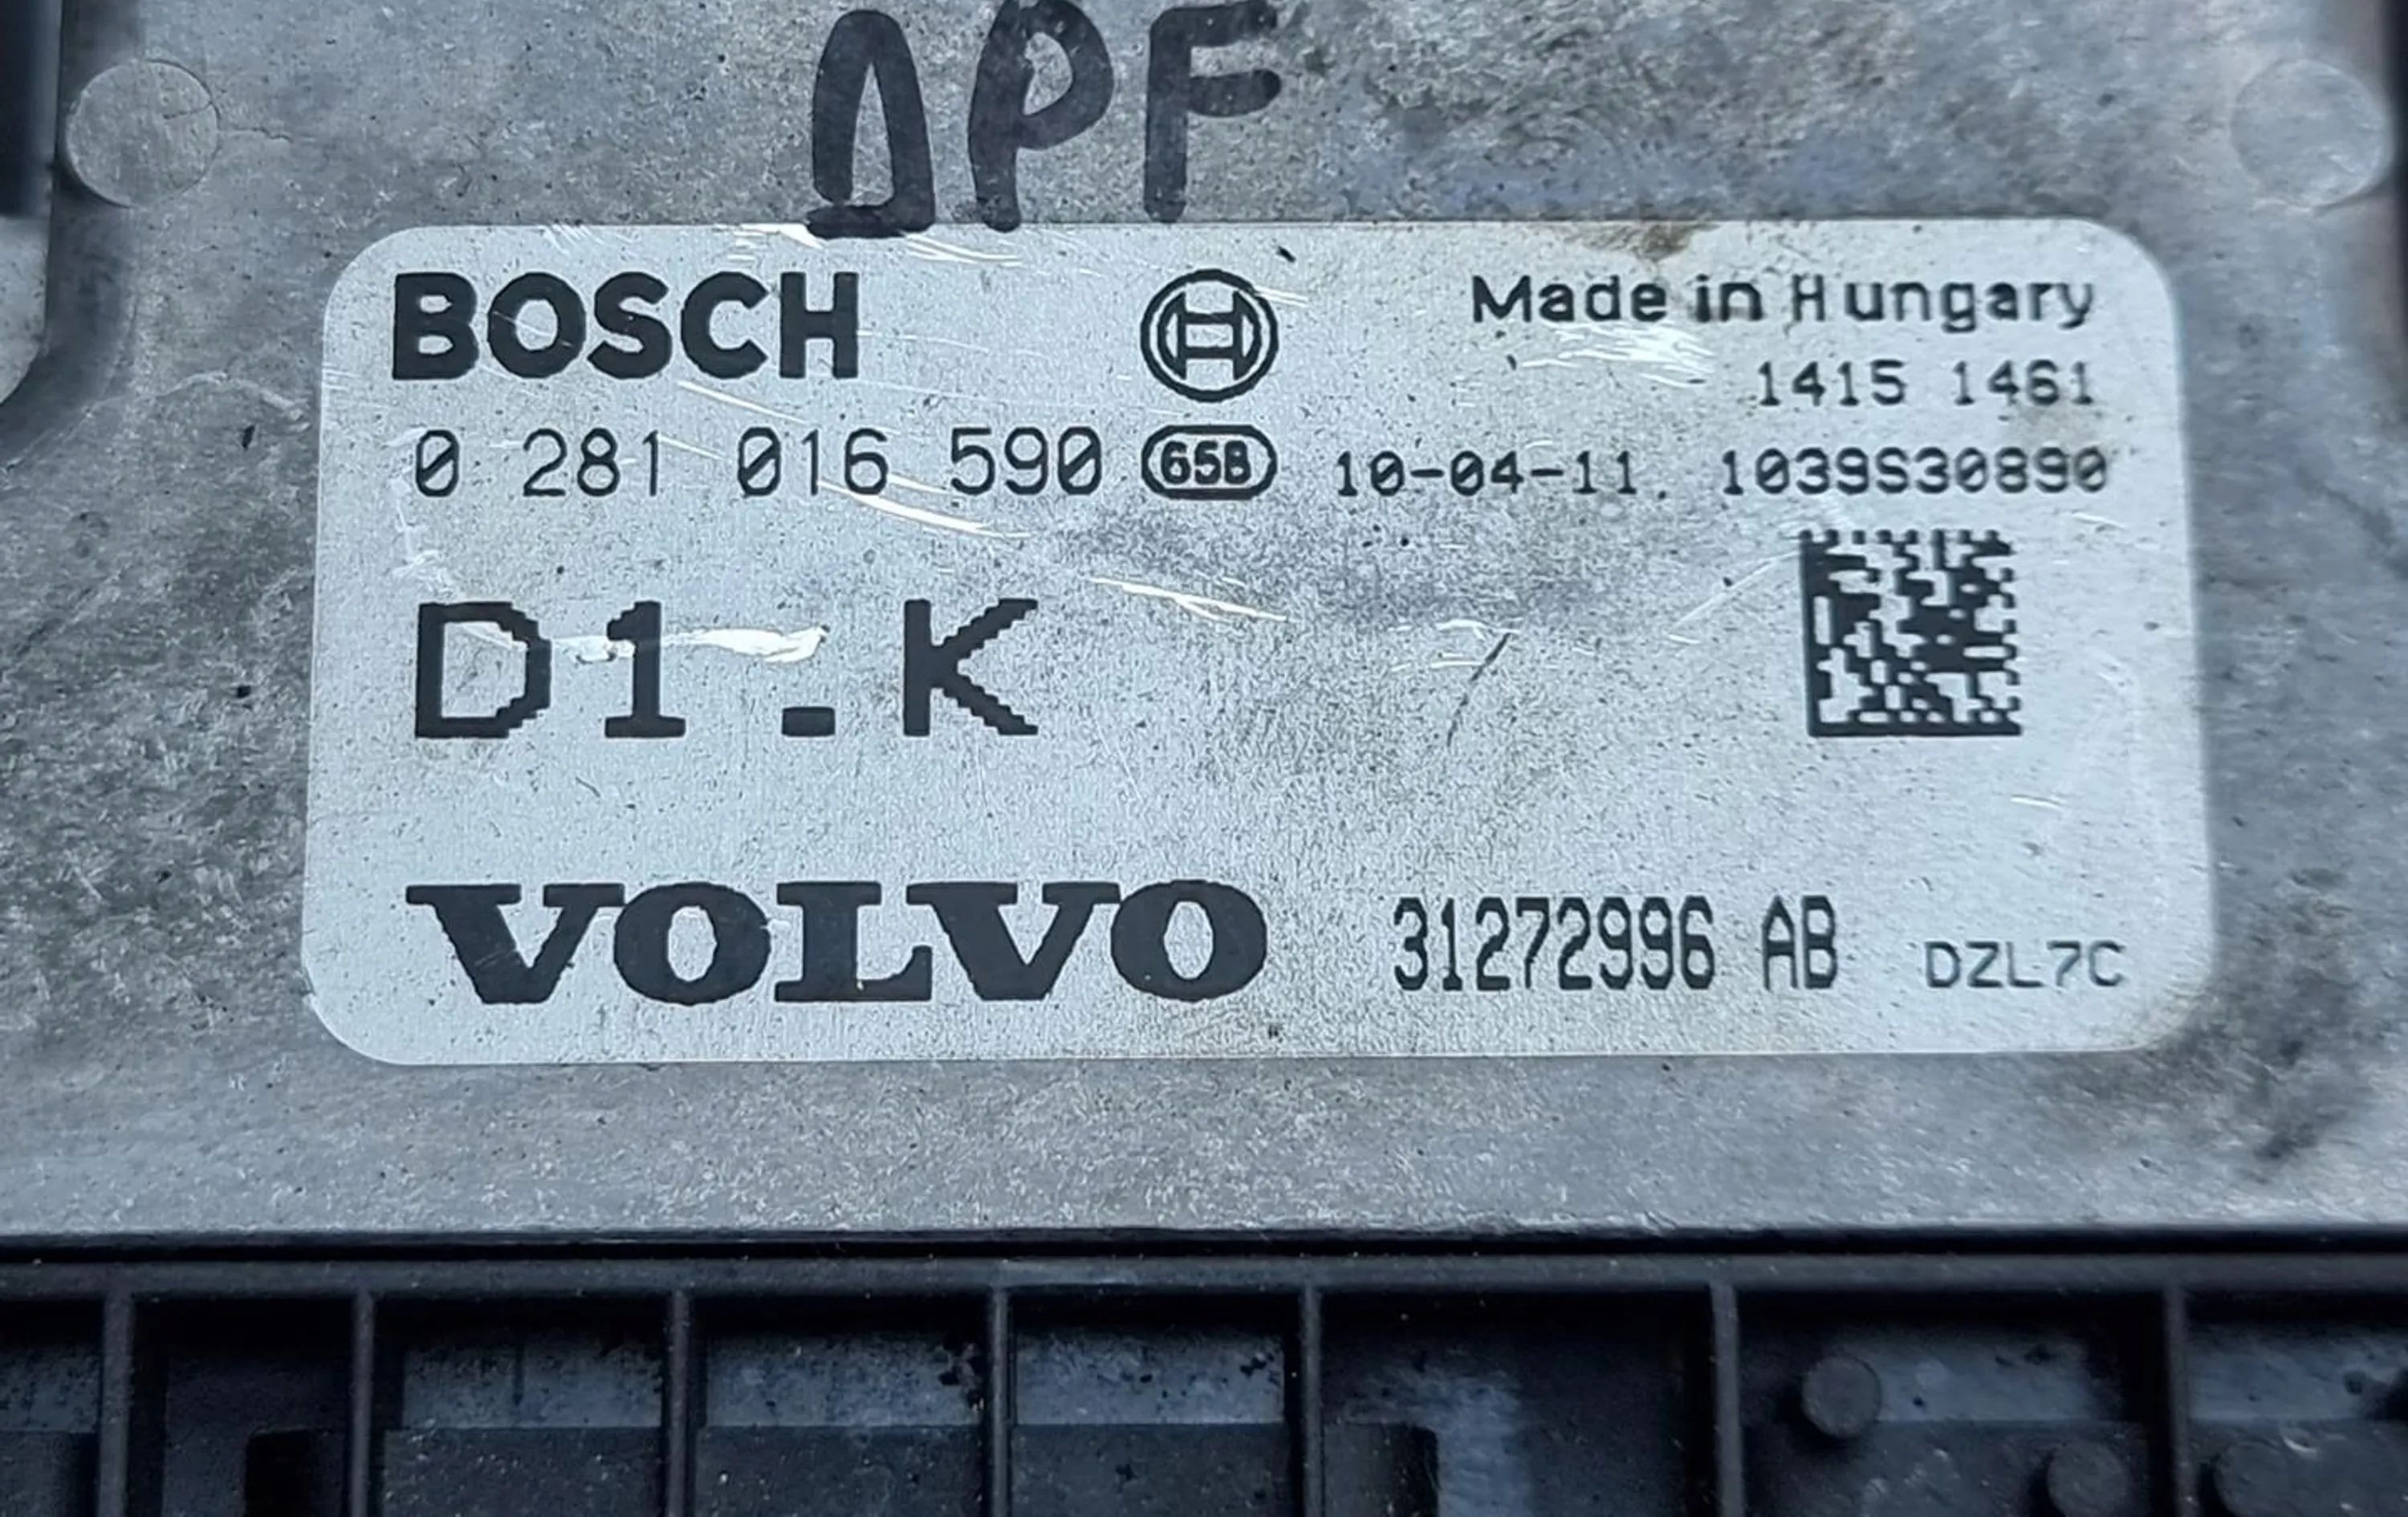 DPF
BOSCH
Made in Hungary
1415 1461
0 281 016 590 65B 10-04-11. 1039S30890
D1.K
VOLVO 31272996 AB DZL7C